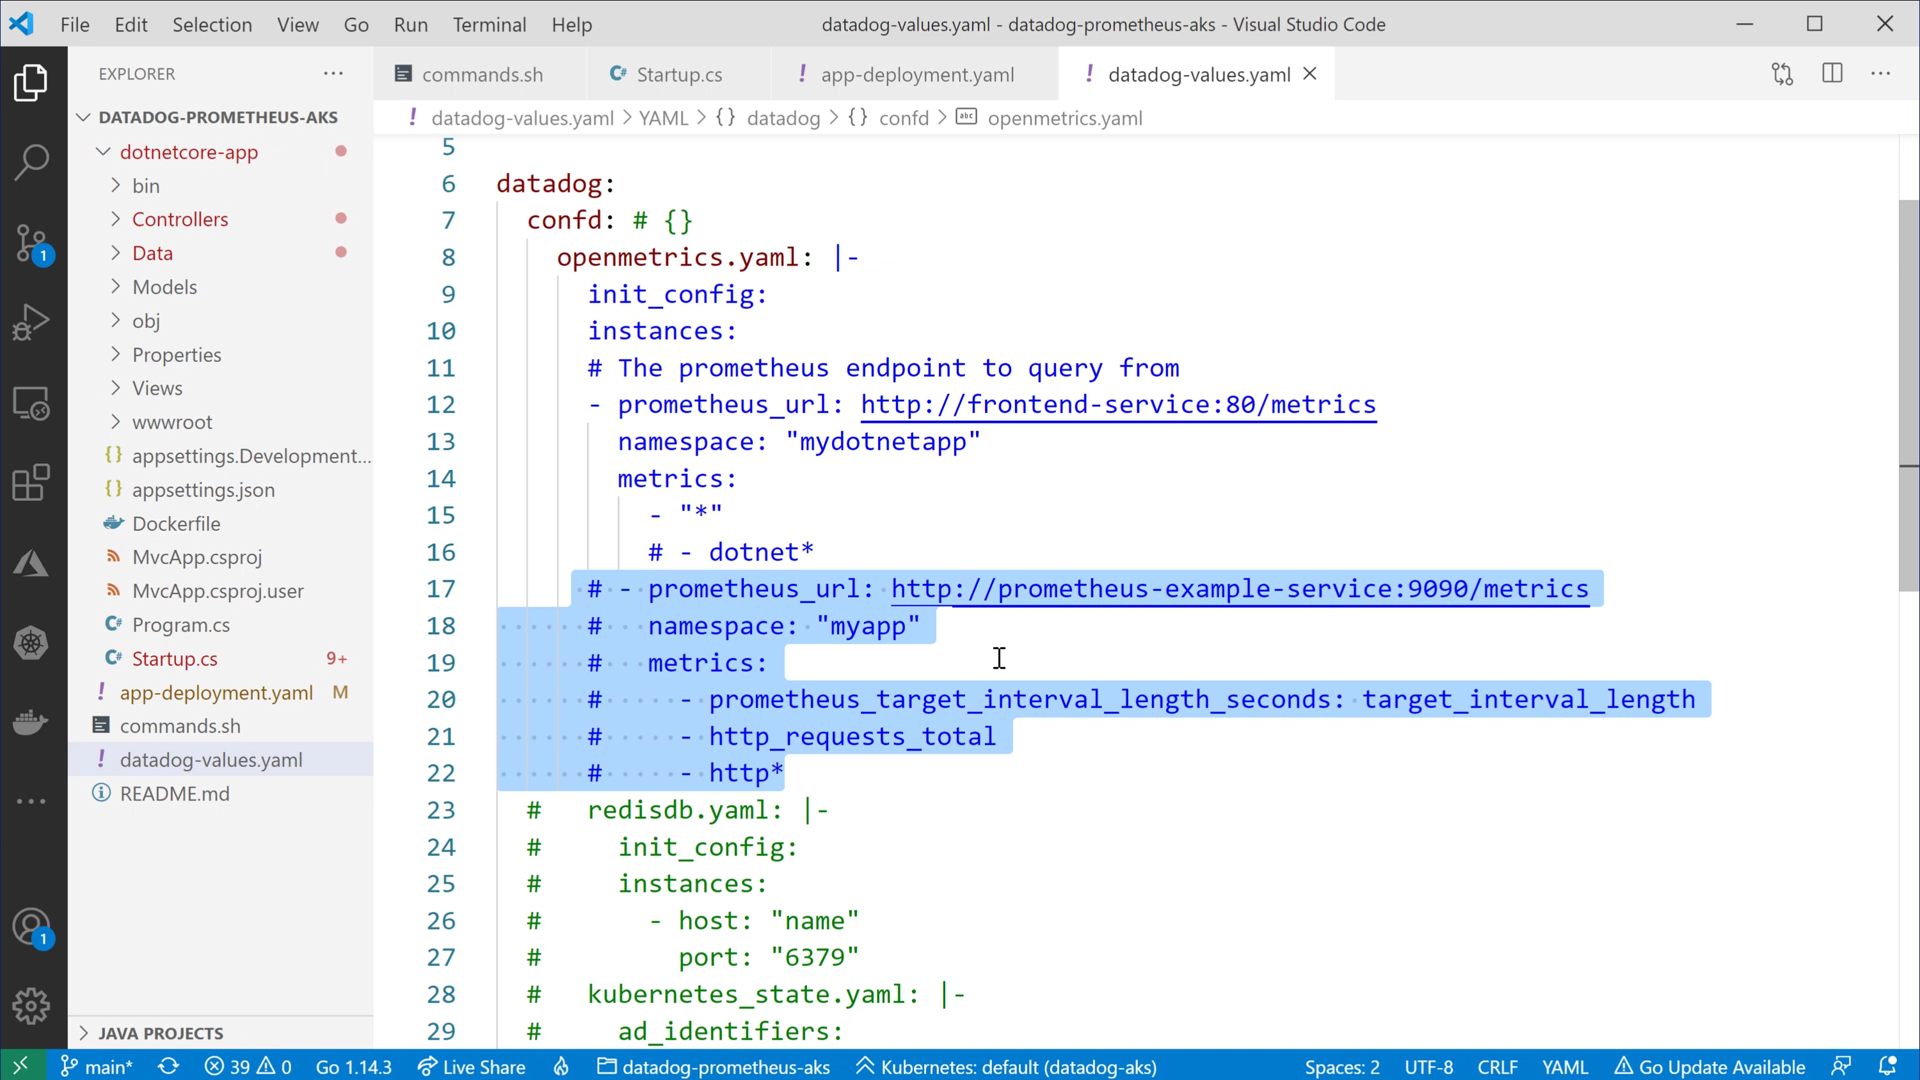 File Edit Selection View Go Run Terminal Help
datadog-values.yaml - datadog-prometheus-aks - Visual Studio Code
EXPLORER
DATADOG-PROMETHEUS-AKS
dotnetcore-app
bin
Controllers
Data
Models
obj
Properties
Views
wwwroot
{} appsettings.Development...
{} appsettings.json
Dockerfile
MvcApp.csproj
MvcApp.csproj.user
C# Program.cs
C# Startup.cs 9+
! app-deployment.yaml M
commands.sh
! datadog-values.yaml
README.md
JAVA PROJECTS
1
1
commands.sh
C# Startup.cs
! app-deployment.yaml
! datadog-values.yaml
! datadog-values.yaml > YAML > {} datadog > {} confd > abc openmetrics.yaml
5
6 datadog:
7 confd: # {}
8 openmetrics.yaml: |-
9 init_config:
10 instances:
11 # The prometheus endpoint to query from
12 - prometheus_url: http://frontend-service:80/metrics
13 namespace: "mydotnetapp"
14 metrics:
15 - "*"
16 # - dotnet*
17 # - prometheus_url: http://prometheus-example-service:9090/metrics
18 # namespace: "myapp"
19 # metrics:
20 # - prometheus_target_interval_length_seconds: target_interval_length
21 # - http_requests_total
22 # - http*
23 # redisdb.yaml: |-
24 # init_config:
25 # instances:
26 # - host: "name"
27 # port: "6379"
28 # kubernetes_state.yaml: |-
29 # ad_identifiers:
main* 39 0 Go 1.14.3 Live Share datadog-prometheus-aks Kubernetes: default (datadog-aks) Spaces: 2 UTF-8 CRLF YAML Go Update Available